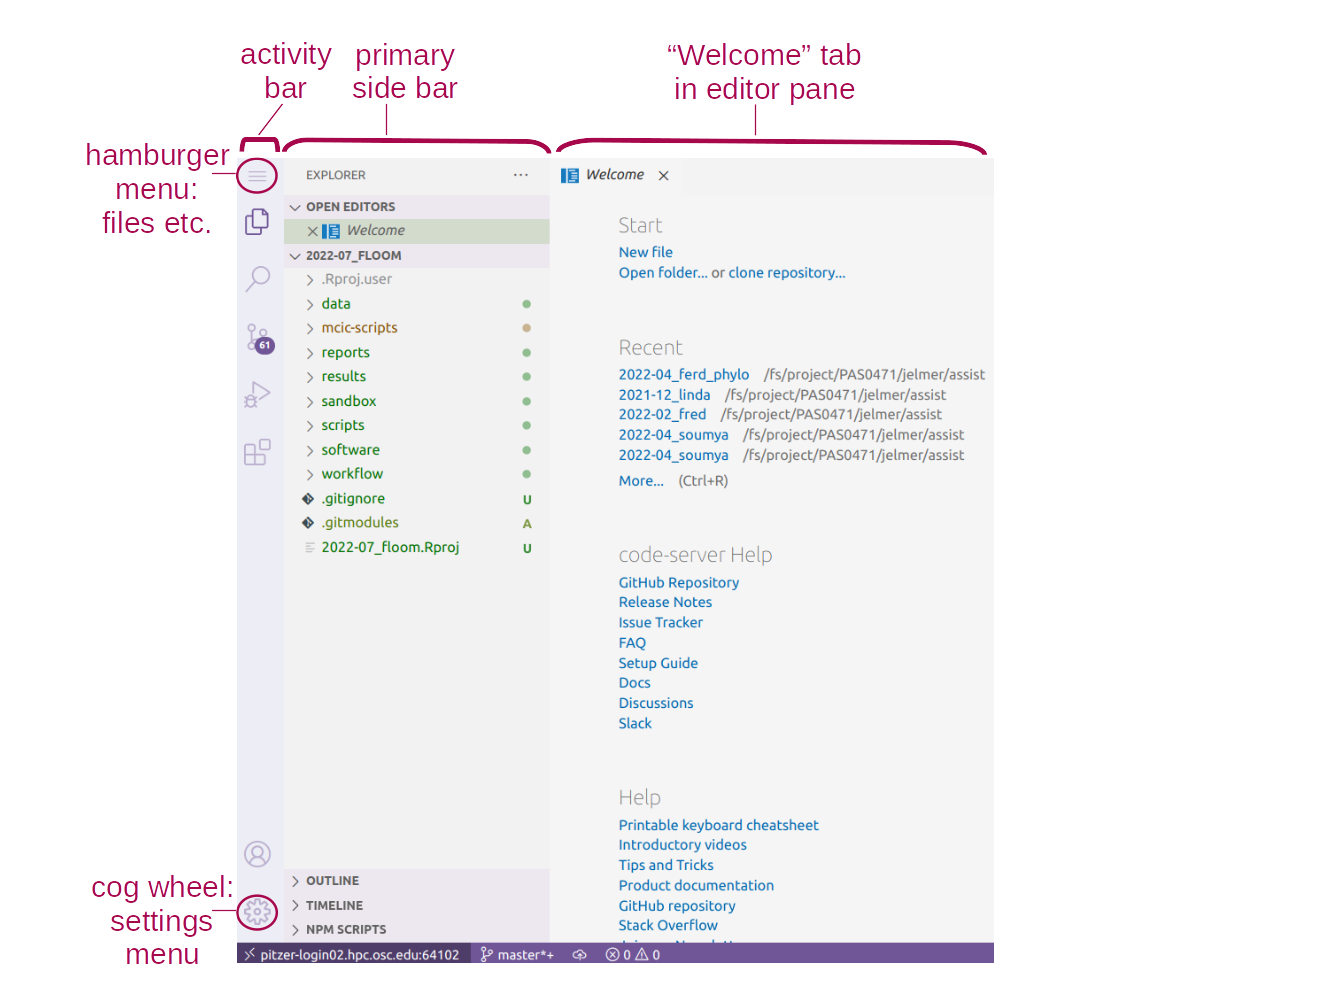 activity
bar
primary
side bar
“Welcome” tab
in editor pane
hamburger
menu:
files etc.
cog wheel:
settings
menu
61
EXPLORER
OPEN EDITORS
Welcome
2022-07_FLOOM
.Rproj.user
data
mcic-scripts
reports
results
sandbox
scripts
software
workflow
.gitignore U
.gitmodules A
2022-07_floom.Rproj U
OUTLINE
TIMELINE
NPM SCRIPTS
Welcome
Start
New file
Open folder... or clone repository...
Recent
2022-04_ferd_phylo /fs/project/PAS0471/jelmer/assist
2021-12_linda /fs/project/PAS0471/jelmer/assist
2022-02_fred /fs/project/PAS0471/jelmer/assist
2022-04_soumya /fs/project/PAS0471/jelmer/assist
2022-04_soumya /fs/project/PAS0471/jelmer/assist
More... (Ctrl+R)
code-server Help
GitHub Repository
Release Notes
Issue Tracker
FAQ
Setup Guide
Docs
Discussions
Slack
Help
Printable keyboard cheatsheet
Introductory videos
Tips and Tricks
Product documentation
GitHub repository
Stack Overflow
pitzer-login02.hpc.osc.edu:64102 master*+ 0 0